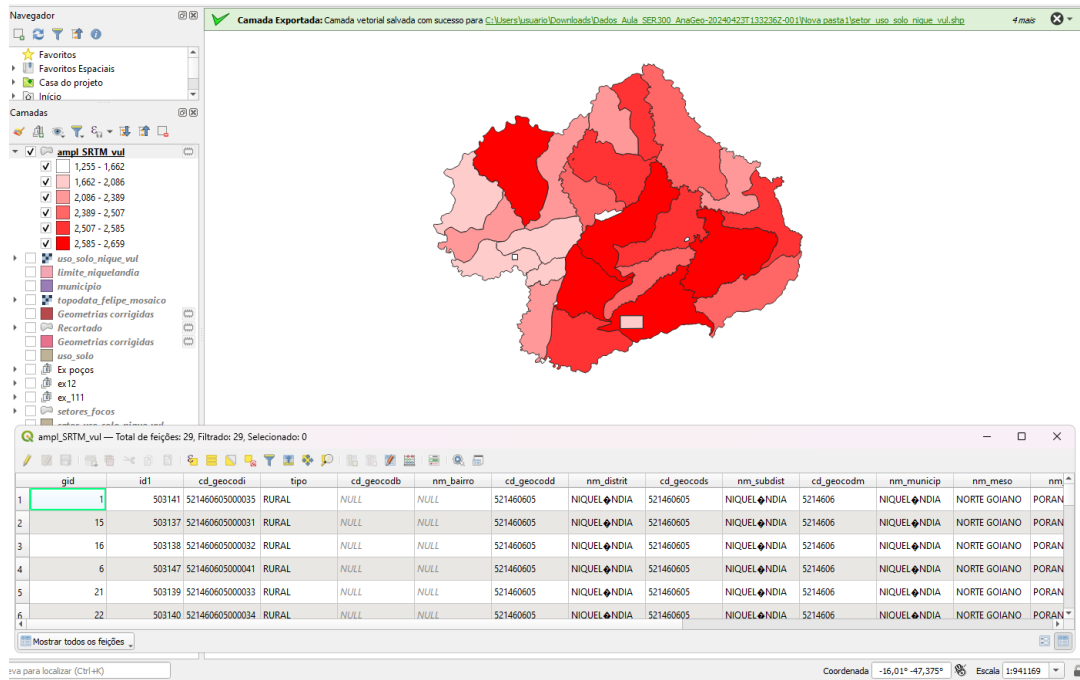 Navegador
Camada Exportada: Camada vetorial salvada com sucesso para C:\Users\usuario\Downloads\Dados_Aula_SER300_AnaGeo-20240423T133236Z-001\Nova pasta1\setor_uso_solo_nique_vul.shp 4 mais
Favoritos
Favoritos Espaciais
Casa do projeto
Início
Camadas
ampl_SRTM_vul
1,255 - 1,662
1,662 - 2,086
2,086 - 2,389
2,389 - 2,507
2,507 - 2,585
2,585 - 2,659
uso_solo_nique_vul
limite_niquelandia
município
topodata_felipe_mosaico
Geometrias corrigidas
Recortado
Geometrias corrigidas
uso_solo
Ex poços
ex12
ex_111
setores_focos
ampl_SRTM_vul — Total de feições: 29, Filtrado: 29, Selecionado: 0
gid id1 cd_geocodi tipo cd_geocodb nm_bairro cd_geocodd nm_distrit cd_geocods nm_subdist cd_geocodm nm_municip nm_meso nm
1 1 503141 521460605000035 RURAL NULL NULL 521460605 NIQUEL�NDIA 521460605 NIQUEL�NDIA 5214606 NIQUEL�NDIA NORTE GOIANO PORAN
2 15 503137 521460605000031 RURAL NULL NULL 521460605 NIQUEL�NDIA 521460605 NIQUEL�NDIA 5214606 NIQUEL�NDIA NORTE GOIANO PORAN
3 16 503138 521460605000032 RURAL NULL NULL 521460605 NIQUEL�NDIA 521460605 NIQUEL�NDIA 5214606 NIQUEL�NDIA NORTE GOIANO PORAN
4 6 503147 521460605000041 RURAL NULL NULL 521460605 NIQUEL�NDIA 521460605 NIQUEL�NDIA 5214606 NIQUEL�NDIA NORTE GOIANO PORAN
5 21 503139 521460605000033 RURAL NULL NULL 521460605 NIQUEL�NDIA 521460605 NIQUEL�NDIA 5214606 NIQUEL�NDIA NORTE GOIANO PORAN
6 22 503140 521460605000034 RURAL NULL NULL 521460605 NIQUEL�NDIA 521460605 NIQUEL�NDIA 5214606 NIQUEL�NDIA NORTE GOIANO PORAN
Mostrar todos os feições
eva para localizar (Ctrl+K) Coordenada -16,01° -47,375° Escala 1:941169